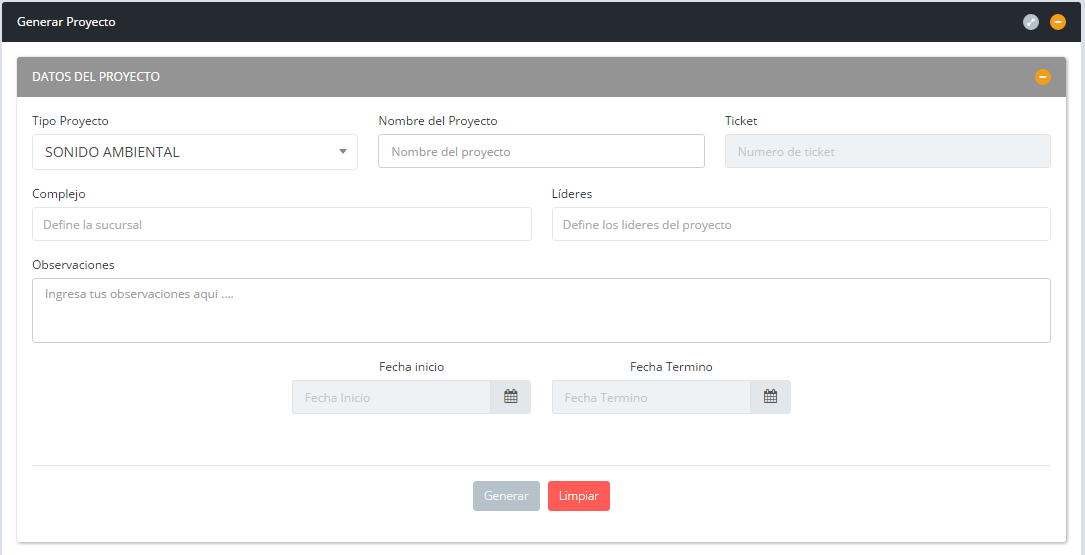 Generar Proyecto
DATOS DEL PROYECTO
Tipo Proyecto Nombre del Proyecto Ticket
SONIDO AMBIENTAL Nombre del proyecto Numero de ticket
Complejo Líderes
Define la sucursal Define los lideres del proyecto
Observaciones
Ingresa tus observaciones aquí ....
Fecha inicio Fecha Termino
Fecha Inicio Fecha Termino
Generar Limpiar